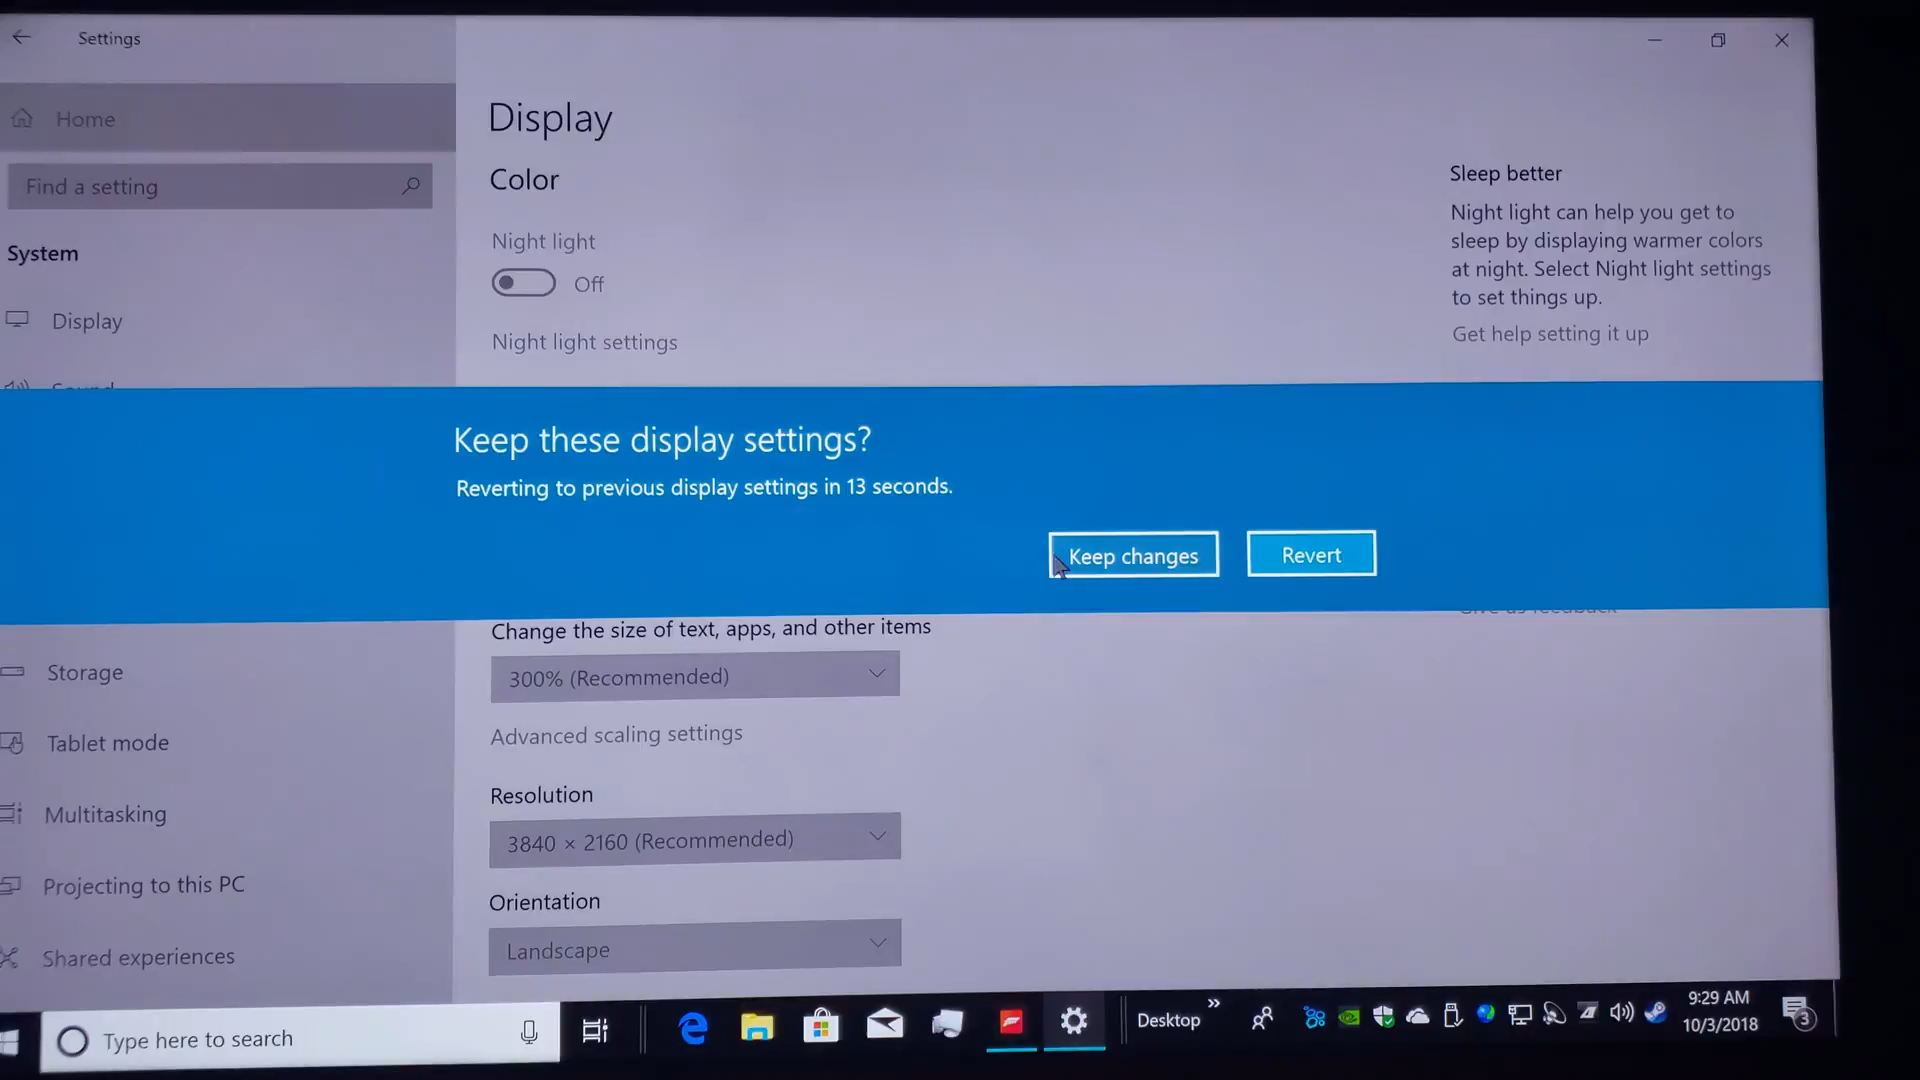 Settings
Home
Find a setting
System
Display
Display
Color
Night light
Off
Night light settings
Sleep better
Night light can help you get to
sleep by displaying warmer colors
at night. Select Night light settings
to set things up.
Get help setting it up
Keep these display settings?
Reverting to previous display settings in 13 seconds.
Keep changes
Revert
Change the size of text, apps, and other items
300% (Recommended)
Advanced scaling settings
Resolution
3840 × 2160 (Recommended)
Orientation
Landscape
Storage
Tablet mode
Multitasking
Projecting to this PC
Shared experiences
Type here to search
Desktop
9:29 AM
10/3/2018
3